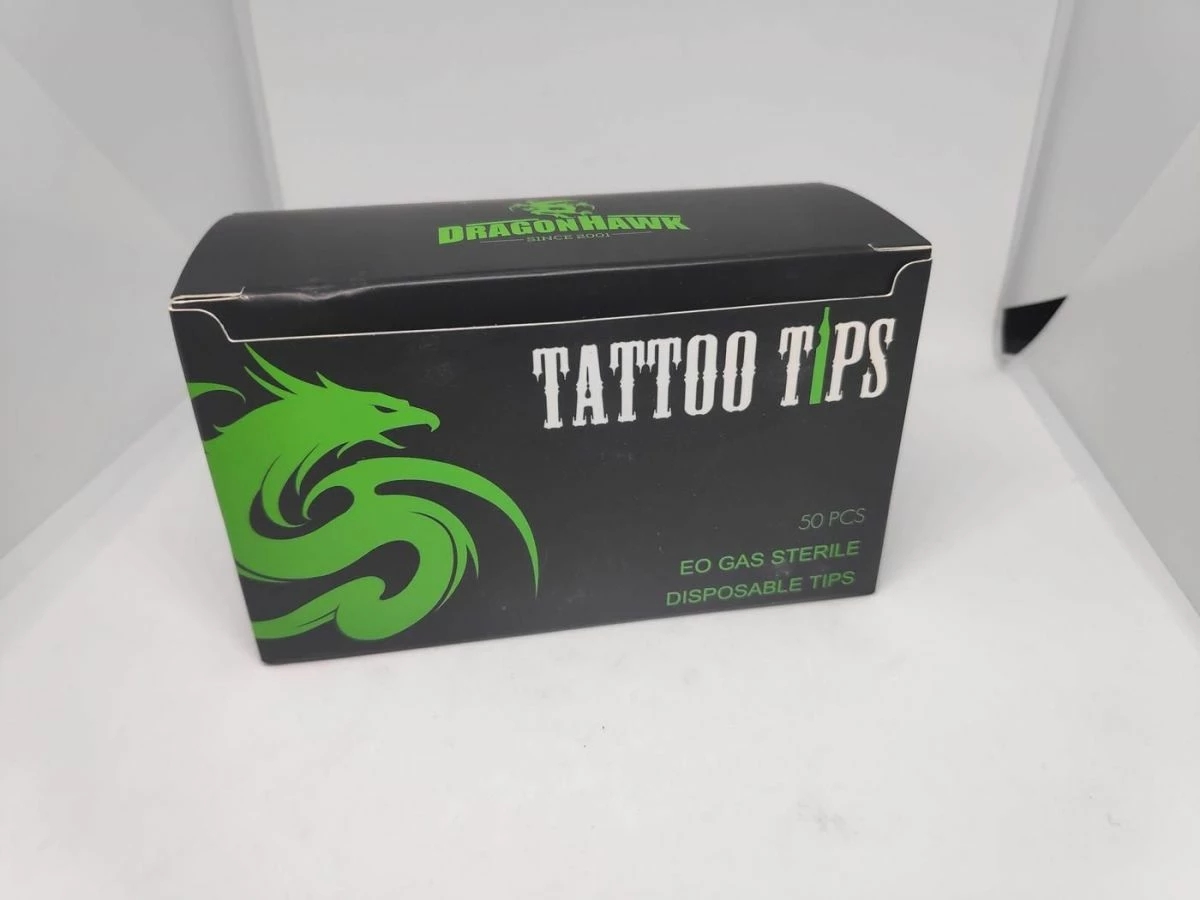 DRAGONHAWK
SINCE 2001
TATTOO TIPS
50 PCS
EO GAS STERILE
DISPOSABLE TIPS